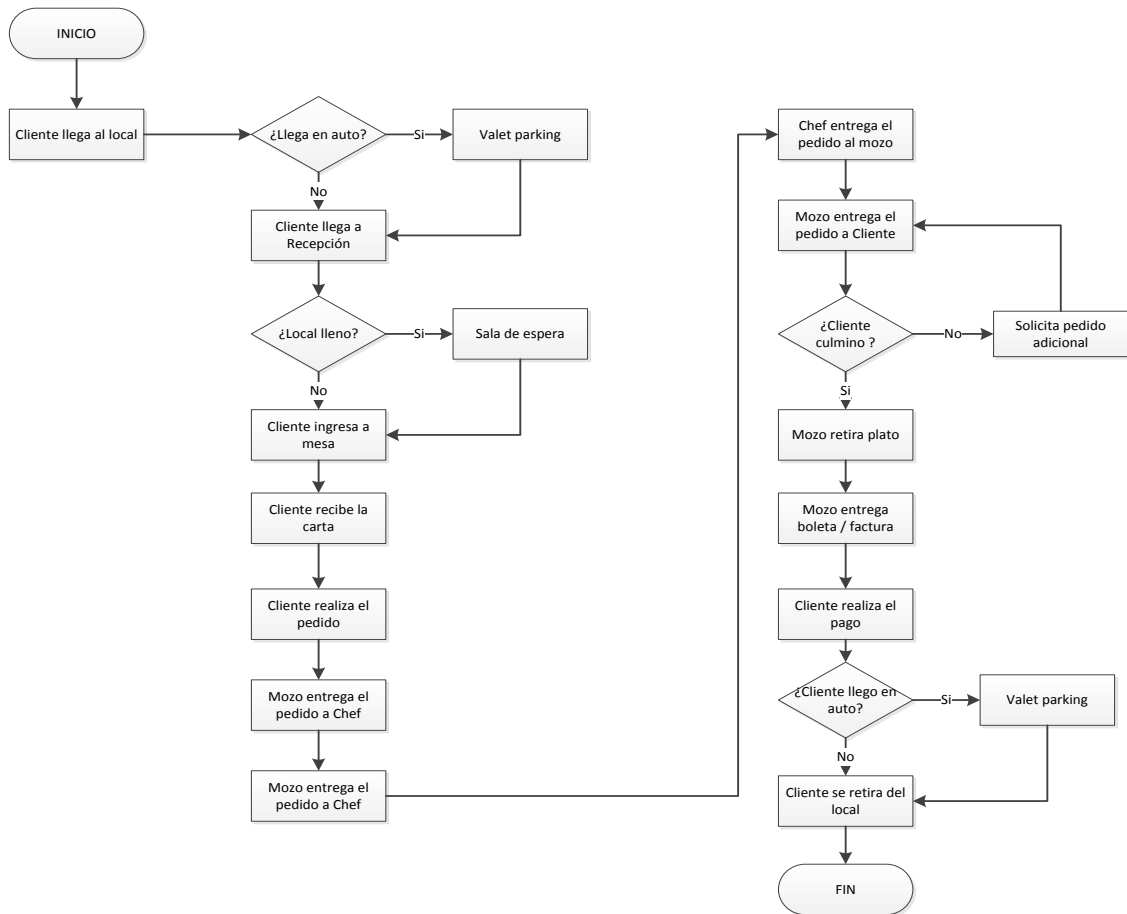 INICIO
Cliente llega al local
¿Llega en auto?
Si
Valet parking
No
Cliente llega a
Recepción
¿Local lleno?
Si
Sala de espera
No
Cliente ingresa a
mesa
Cliente recibe la
carta
Cliente realiza el
pedido
Mozo entrega el
pedido a Chef
Mozo entrega el
pedido a Chef
Chef entrega el
pedido al mozo
Mozo entrega el
pedido a Cliente
¿Cliente
culmino ?
No
Solicita pedido
adicional
Si
Mozo retira plato
Mozo entrega
boleta / factura
Cliente realiza el
pago
¿Cliente llego en
auto?
Si
Valet parking
No
Cliente se retira del
local
FIN